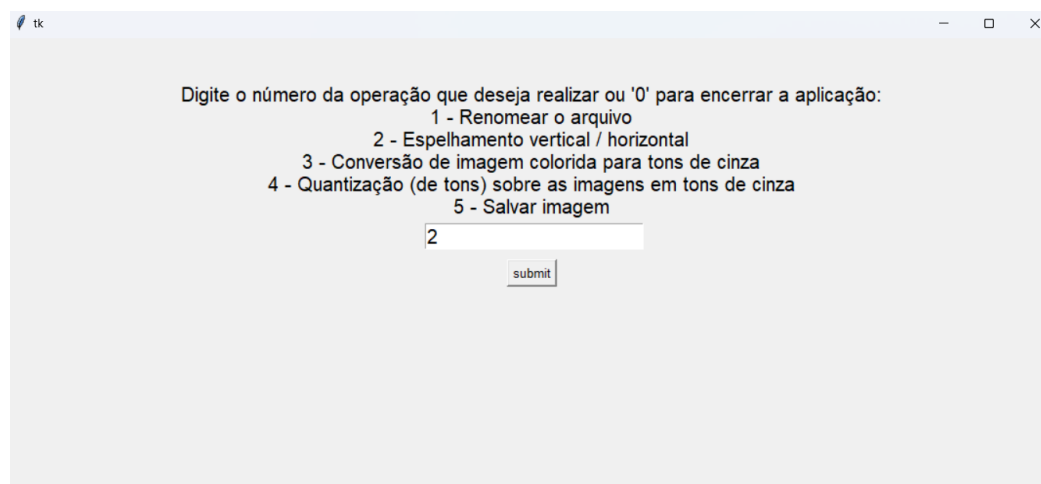 tk
Digite o número da operação que deseja realizar ou '0' para encerrar a aplicação:
1 - Renomear o arquivo
2 - Espelhamento vertical / horizontal
3 - Conversão de imagem colorida para tons de cinza
4 - Quantização (de tons) sobre as imagens em tons de cinza
5 - Salvar imagem
2
submit